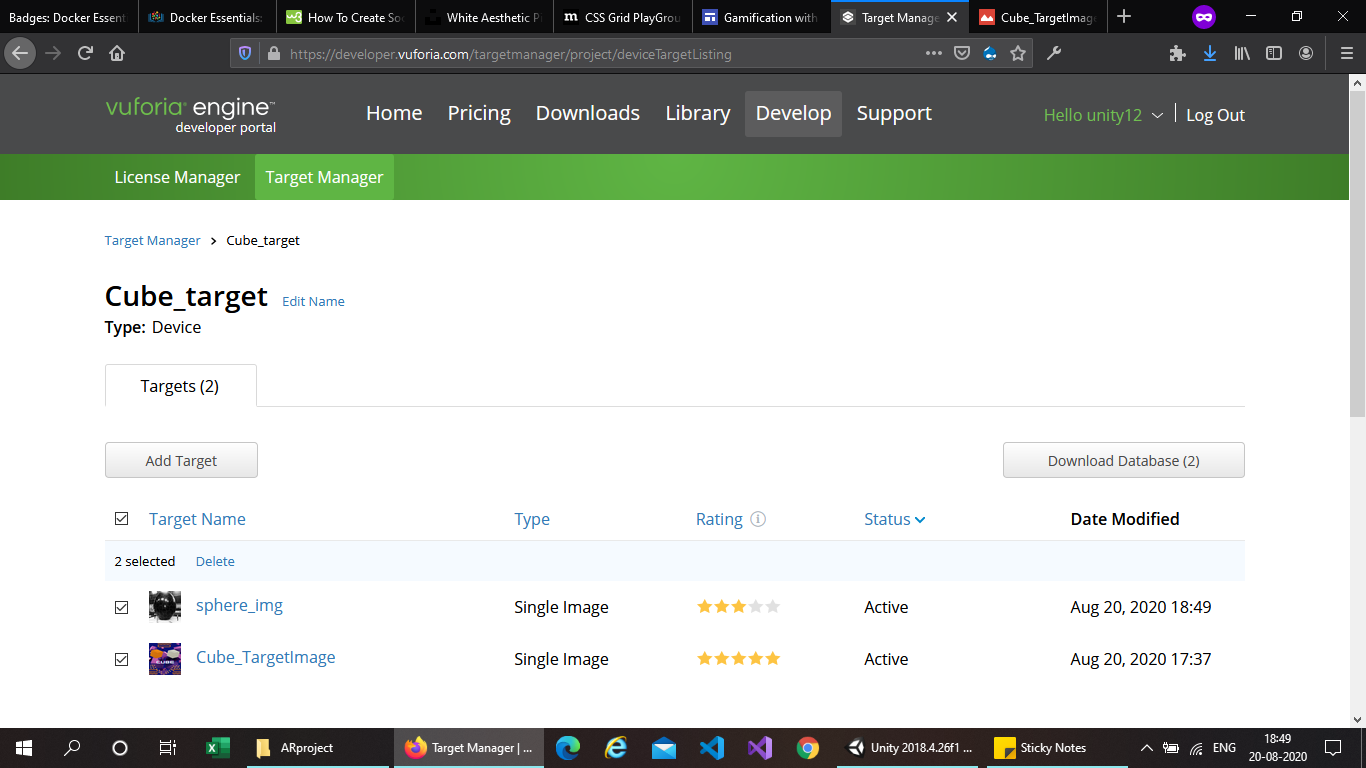 Badges: Docker Essent
Docker Essentials:
How To Create Soc
White Aesthetic Pi
CSS Grid PlayGrou
Gamification with
Target Manage
Cube_TargetImage
https://developer.vuforia.com/targetmanager/project/deviceTargetListing
vuforia engine™
developer portal
Home
Pricing
Downloads
Library
Develop
Support
Hello unity12
Log Out
License Manager
Target Manager
Target Manager > Cube_target
Cube_target Edit Name
Type: Device
Targets (2)
Add Target
Download Database (2)
Target Name Type Rating Status Date Modified
2 selected Delete
sphere_img Single Image Active Aug 20, 2020 18:49
Cube_TargetImage Single Image Active Aug 20, 2020 17:37
ARproject
Target Manager | ...
Unity 2018.4.26f1 ...
Sticky Notes
ENG
18:49
20-08-2020